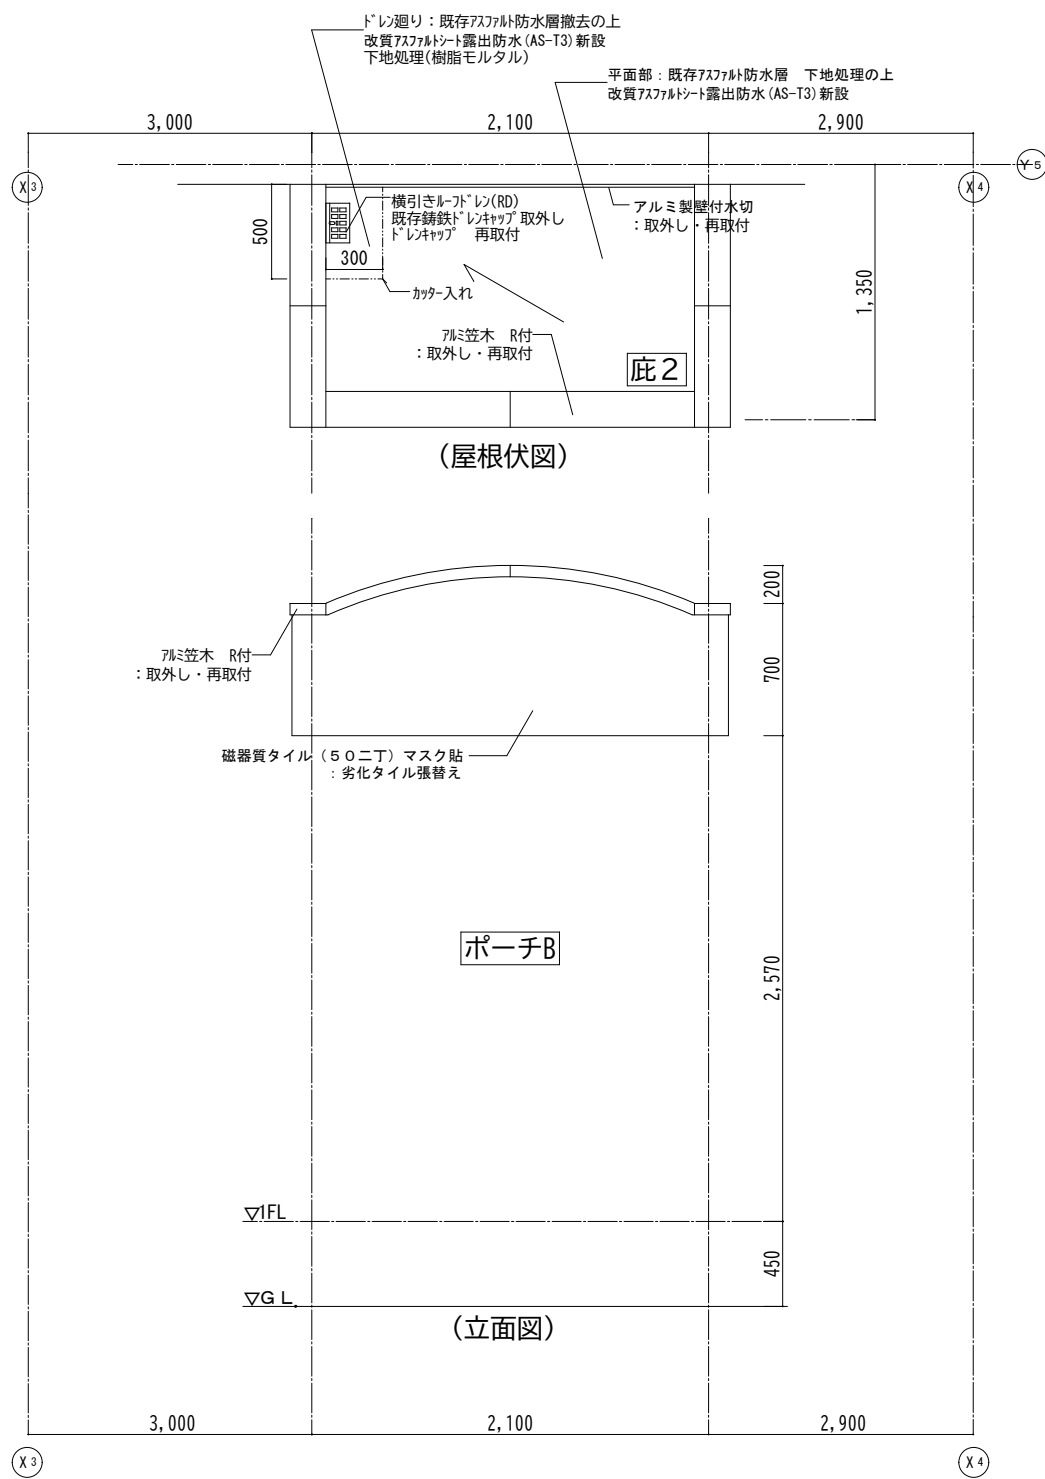 ﾄﾞﾚﾝ廻り：既存ｱｽﾌｧﾙﾄ防水層撤去の上
改質ｱｽﾌｧﾙﾄｼｰﾄ露出防水(AS-T3)新設
下地処理(樹脂モルタル)
平面部：既存ｱｽﾌｧﾙﾄ防水層　下地処理の上
改質ｱｽﾌｧﾙﾄｼｰﾄ露出防水(AS-T3)新設
3,000
2,100
2,900
Y5
X3
X4
横引きﾙｰﾌﾄﾞﾚﾝ(RD)
既存鋳鉄ﾄﾞﾚﾝｷｬｯﾌﾟ取外し
ﾄﾞﾚﾝｷｬｯﾌﾟ　再取付
アルミ製壁付水切
：取外し・再取付
500
300
ｶｯﾀｰ入れ
1,350
ｱﾙﾐ笠木　R付
：取外し・再取付
庇２
(屋根伏図)
200
ｱﾙﾐ笠木　R付
：取外し・再取付
700
磁器質タイル（５０二丁）マスク貼
：劣化タイル張替え
ポーチB
2,570
▽1FL
450
▽ＧＬ
(立面図)
3,000
2,100
2,900
X3
X4